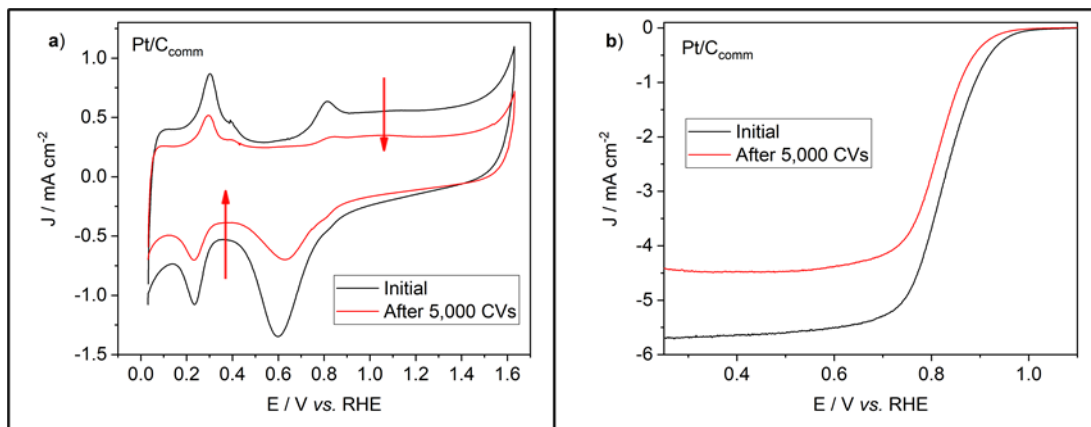 a)
Pt/C_comm
J / mA cm⁻²
1.0
0.5
0.0
-0.5
-1.0
-1.5
Initial
After 5,000 CVs
0.0 0.2 0.4 0.6 0.8 1.0 1.2 1.4 1.6
E / V vs. RHE
b)
Pt/C_comm
J / mA cm⁻²
0
-1
-2
-3
-4
-5
-6
Initial
After 5,000 CVs
0.4 0.6 0.8 1.0
E / V vs. RHE